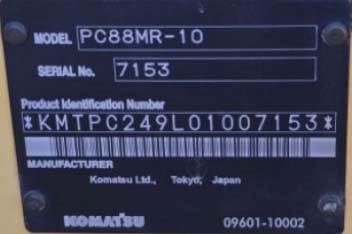 MODEL PC88MR-10
SERIAL No. 7153
Product Identification Number
*KMTPC249L01007153*
MANUFACTURER
Komatsu Ltd., Tokyo, Japan
KOMATSU 09601-10002